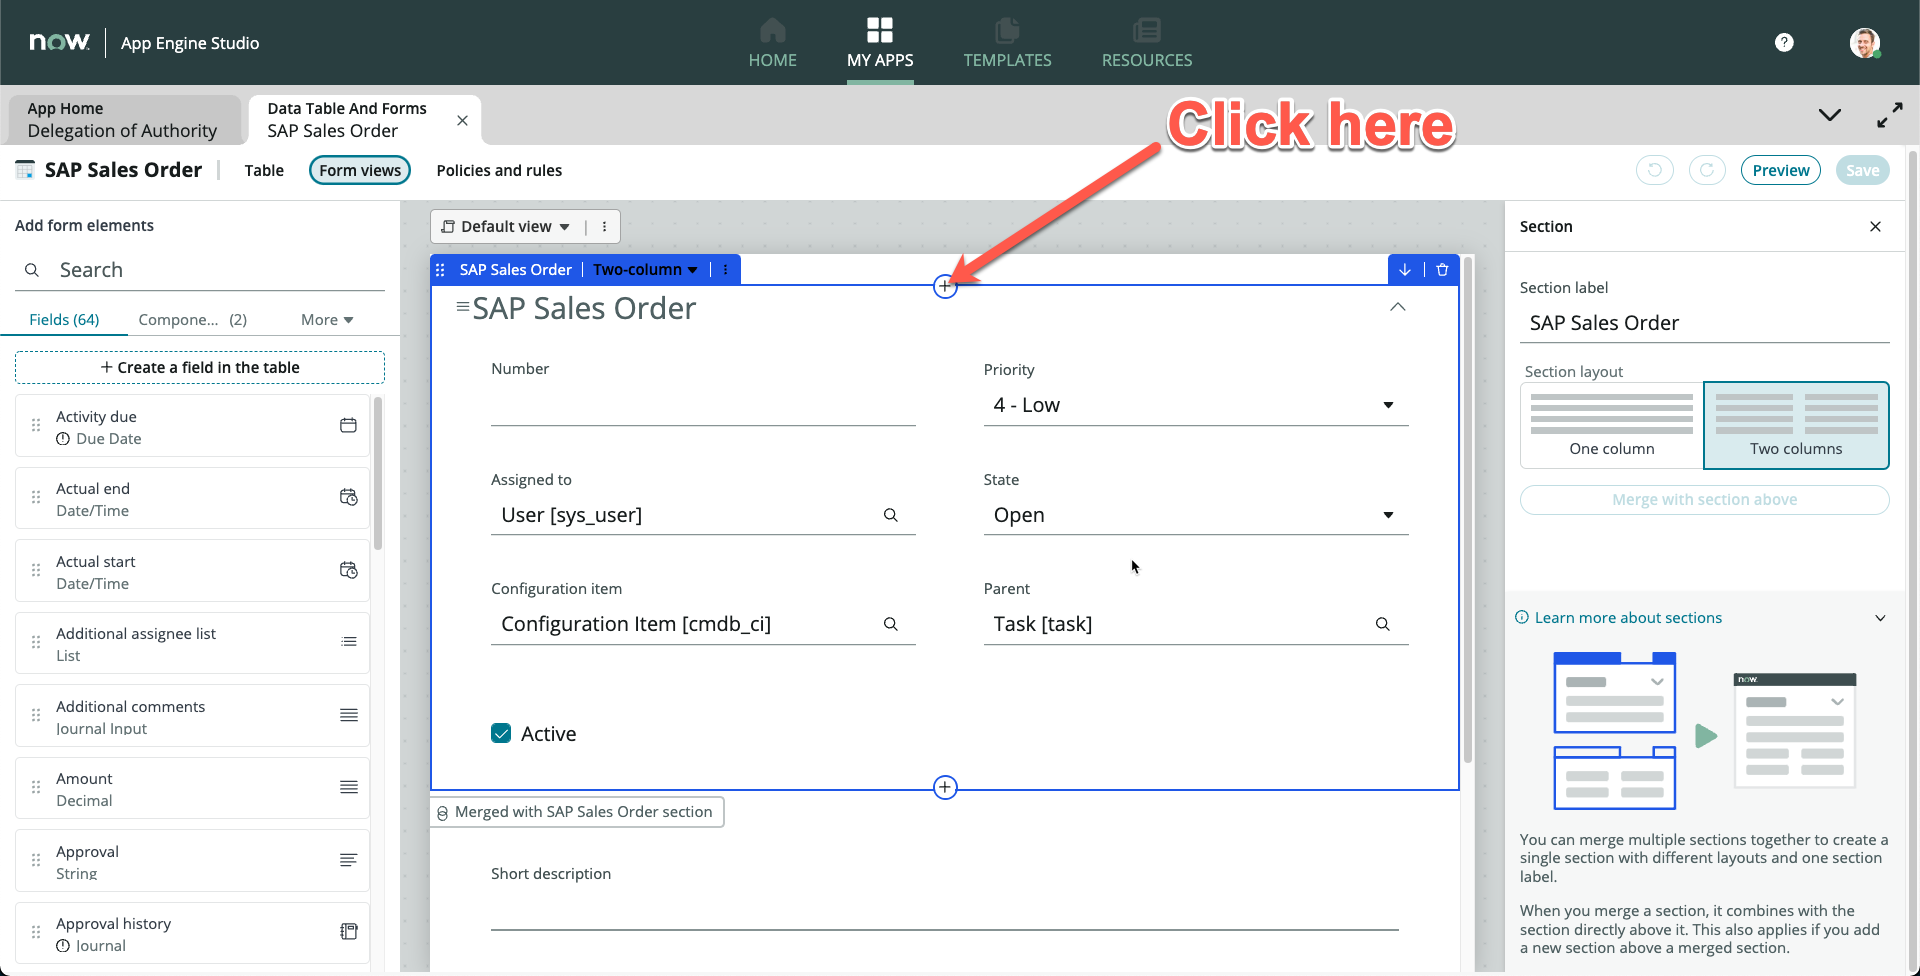 now
App Engine Studio
HOME
MY APPS
TEMPLATES
RESOURCES
?
App Home
Delegation of Authority
Data Table And Forms
SAP Sales Order
Click here
SAP Sales Order
Table
Form views
Policies and rules
Preview
Save
Add form elements
Search
Fields (64)
Compone... (2)
More
+ Create a field in the table
Activity due
Due Date
Actual end
Date/Time
Actual start
Date/Time
Additional assignee list
List
Additional comments
Journal Input
Amount
Decimal
Approval
String
Approval history
Journal
Default view
SAP Sales Order
Two-column
SAP Sales Order
Number
Priority
4 - Low
Assigned to
User [sys_user]
State
Open
Configuration item
Configuration Item [cmdb_ci]
Parent
Task [task]
Active
Merged with SAP Sales Order section
Short description
Section
Section label
SAP Sales Order
Section layout
One column
Two columns
Merge with section above
Learn more about sections
now.
You can merge multiple sections together to create a
single section with different layouts and one section
label.
When you merge a section, it combines with the
section directly above it. This also applies if you add
a new section above a merged section.